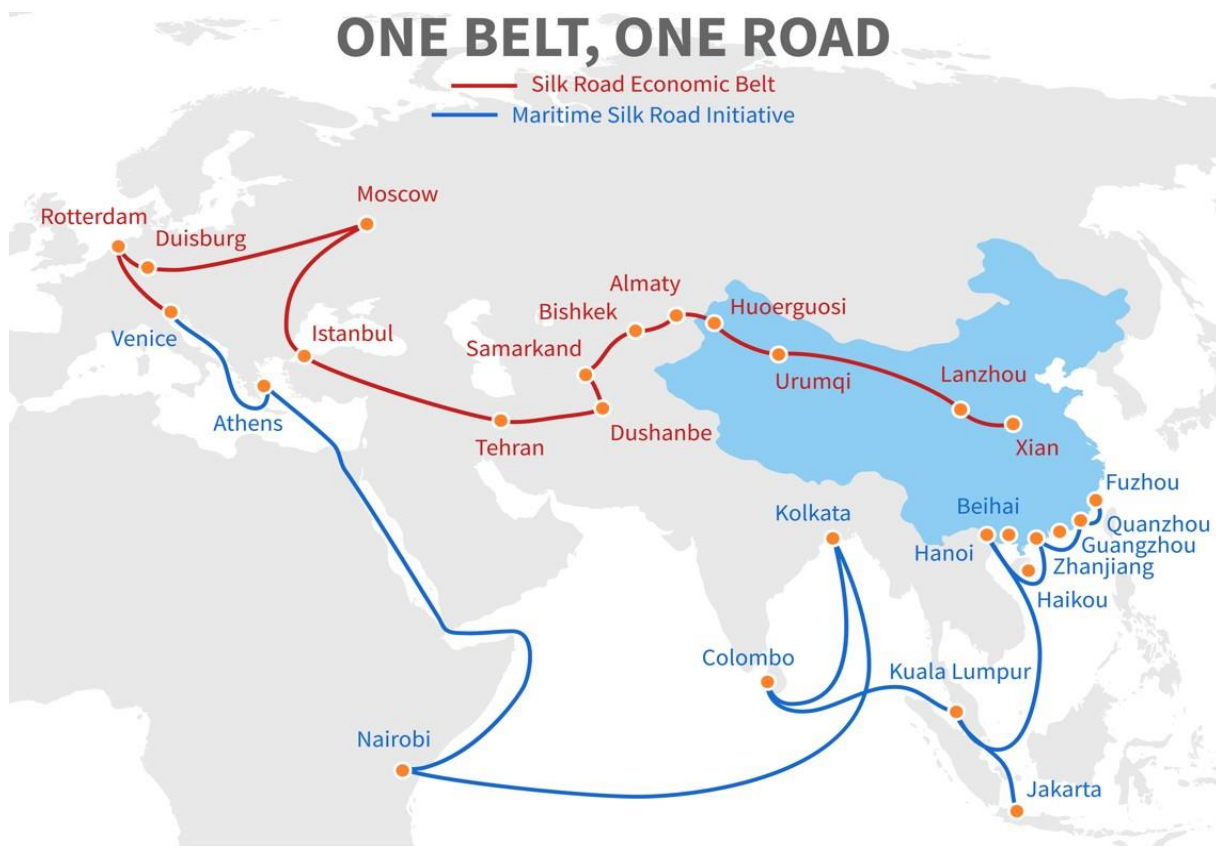 ONE BELT, ONE ROAD
Silk Road Economic Belt
Maritime Silk Road Initiative
Moscow
Rotterdam
Duisburg
Almaty
Bishkek
Huoerguosi
Venice
Istanbul
Samarkand
Urumqi
Lanzhou
Athens
Tehran
Dushanbe
Xian
Fuzhou
Kolkata
Beihai
Quanzhou
Hanoi
Guangzhou
Zhanjiang
Haikou
Colombo
Kuala Lumpur
Nairobi
Jakarta